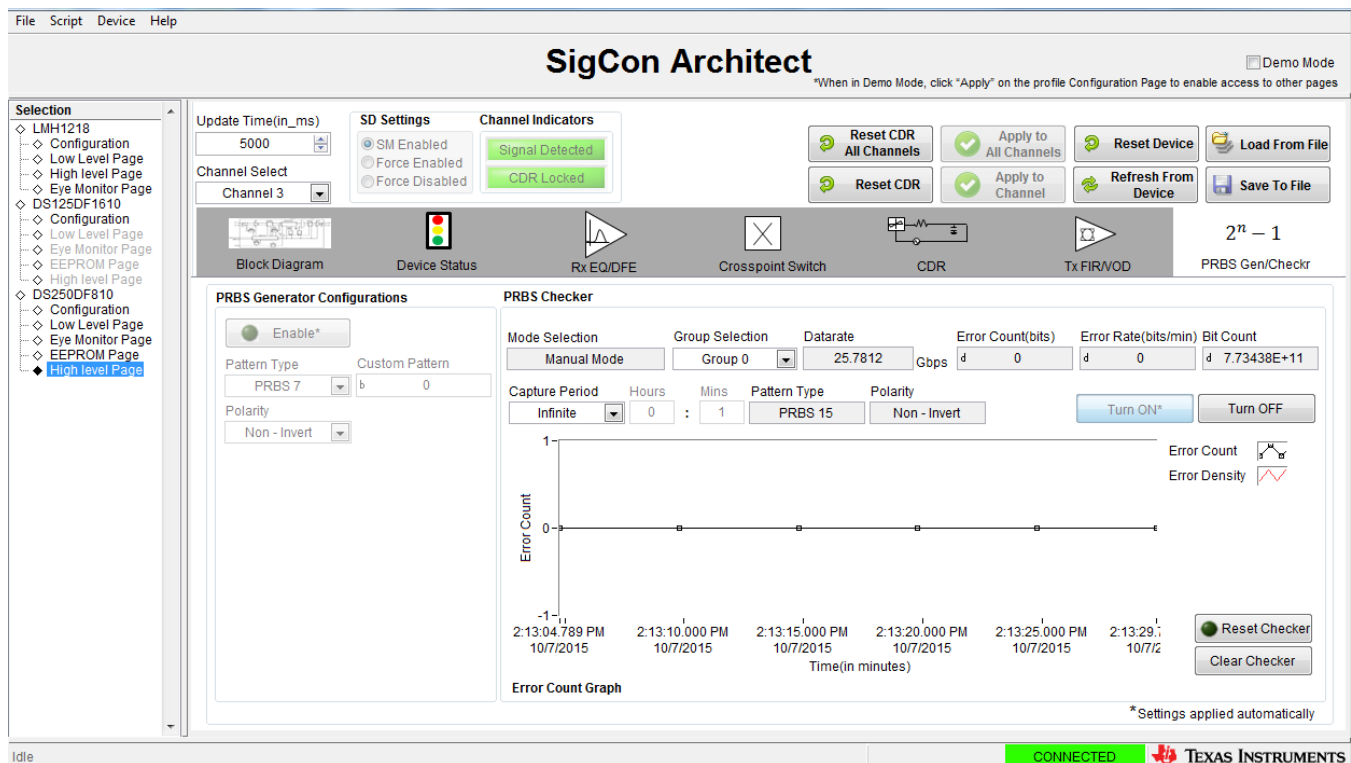 File Script Device Help
SigCon Architect
Demo Mode
*When in Demo Mode, click "Apply" on the profile Configuration Page to enable access to other pages
Selection
LMH1218
Configuration
Low Level Page
High level Page
Eye Monitor Page
DS125DF1610
Configuration
Low Level Page
Eye Monitor Page
EEPROM Page
High level Page
DS250DF810
Configuration
Low Level Page
Eye Monitor Page
EEPROM Page
High level Page
Update Time(in_ms)
5000
Channel Select
Channel 3
SD Settings
SM Enabled
Force Enabled
Force Disabled
Channel Indicators
Signal Detected
CDR Locked
Reset CDR
All Channels
Apply to
All Channels
Reset Device
Load From File
Reset CDR
Apply to
Channel
Refresh From
Device
Save To File
2ⁿ − 1
Block Diagram Device Status Rx EQ/DFE Crosspoint Switch CDR Tx FIR/VOD PRBS Gen/Checkr
PRBS Generator Configurations
Enable*
Pattern Type Custom Pattern
PRBS 7 b 0
Polarity
Non - Invert
PRBS Checker
Mode Selection Group Selection Datarate Error Count(bits) Error Rate(bits/min) Bit Count
Manual Mode Group 0 25.7812 Gbps d 0 d 0 d 7.73438E+11
Capture Period Hours Mins Pattern Type Polarity
Infinite 0 : 1 PRBS 15 Non - Invert Turn ON* Turn OFF
Error Count
Error Density
Error Count
1
0
-1
2:13:04.789 PM 2:13:10.000 PM 2:13:15.000 PM 2:13:20.000 PM 2:13:25.000 PM
10/7/2015 10/7/2015 10/7/2015 10/7/2015 10/7/2015
Time(in minutes)
Error Count Graph
Reset Checker
Clear Checker
*Settings applied automatically
Idle
CONNECTED
TEXAS INSTRUMENTS